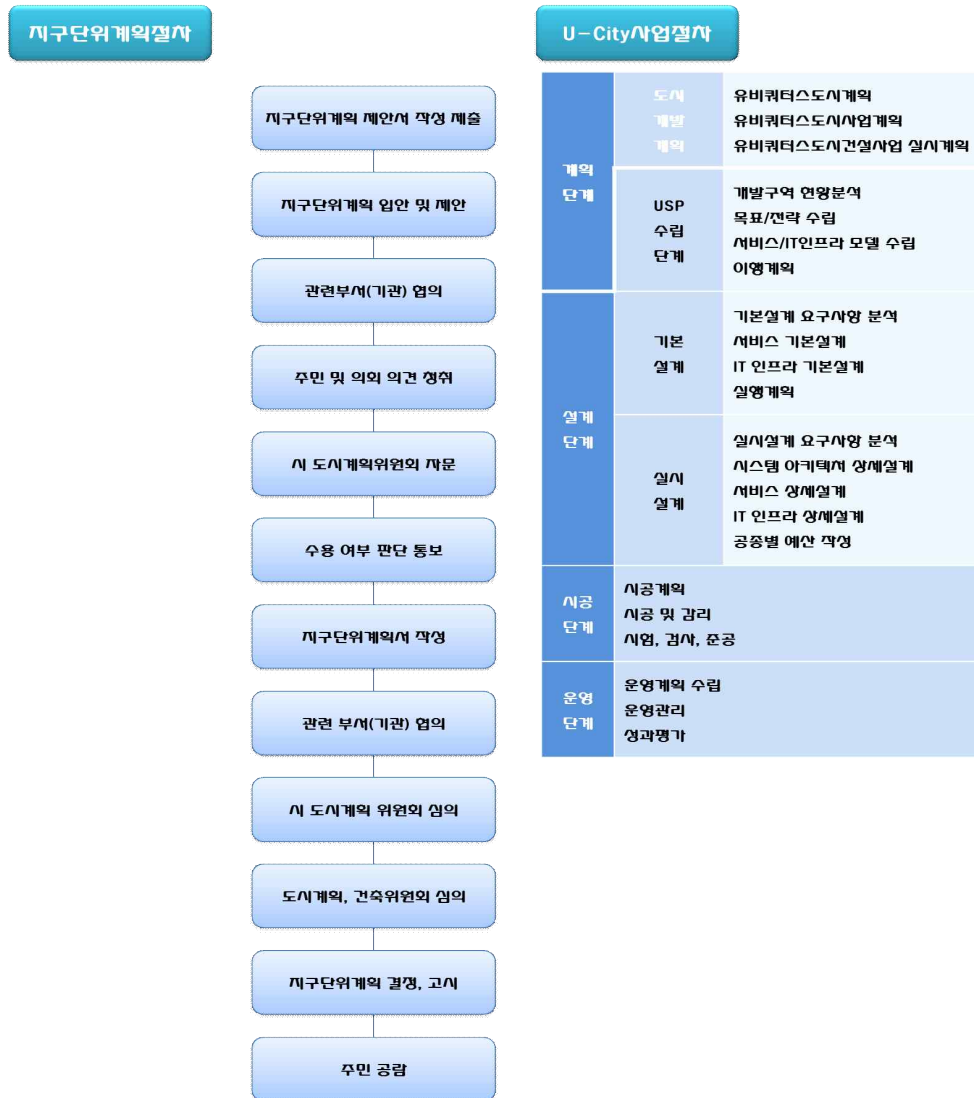 지구단위계획절차
지구단위계획 제안서 작성 제출
지구단위계획 입안 및 제안
관련부서(기관) 협의
주민 및 의회 의견 청취
시 도시계획위원회 자문
수용 여부 판단 통보
지구단위계획서 작성
관련 부서(기관) 협의
시 도시계획 위원회 심의
도시계획, 건축위원회 심의
지구단위계획 결정, 고시
주민 공람
U-City사업절차
계획
단계
도시
개발
계획
유비쿼터스도시계획
유비쿼터스도시사업계획
유비쿼터스도시건설사업 실시계획
USP
수립
단계
개발구역 현황분석
목표/전략 수립
서비스/IT인프라 모델 수립
이행계획
설계
단계
기본
설계
기본설계 요구사항 분석
서비스 기본설계
IT 인프라 기본설계
실행계획
실시
설계
실시설계 요구사항 분석
시스템 아키텍처 상세설계
서비스 상세설계
IT 인프라 상세설계
공종별 예산 작성
시공
단계
시공계획
시공 및 감리
시험, 검사, 준공
운영
단계
운영계획 수립
운영관리
성과평가